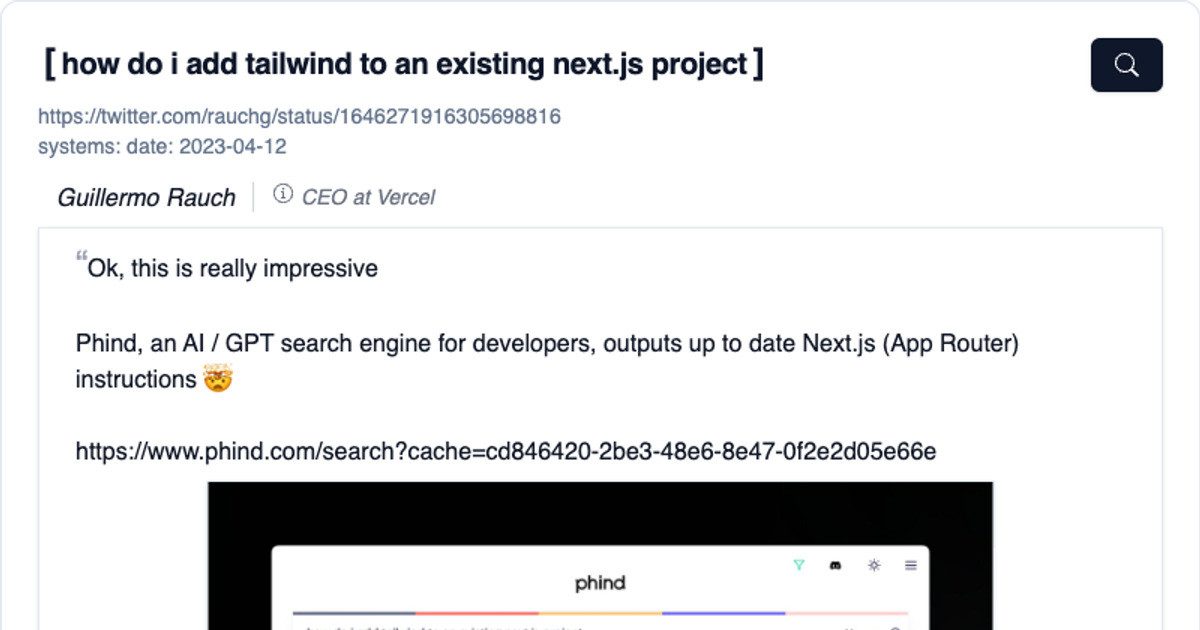 [how do i add tailwind to an existing next.js project]
https://twitter.com/rauchg/status/1646271916305698816
systems: date: 2023-04-12
Guillermo Rauch | ⓘ CEO at Vercel
“Ok, this is really impressive
Phind, an AI / GPT search engine for developers, outputs up to date Next.js (App Router)
instructions 🤯
https://www.phind.com/search?cache=cd846420-2be3-48e6-8e47-0f2e2d05e66e
phind